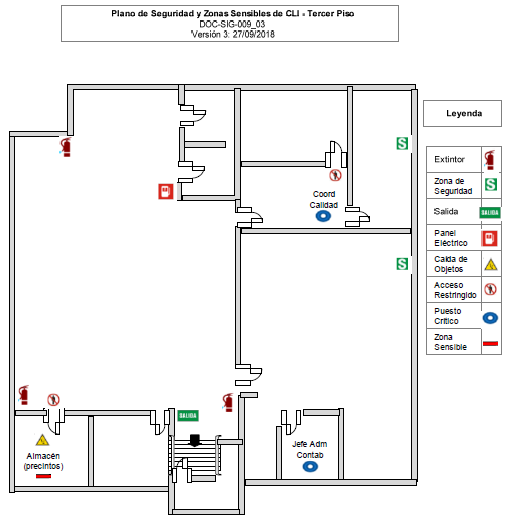 Plano de Seguridad y Zonas Sensibles de CLI - Tercer Piso
DOC-SIG-009_03
Versión 3: 27/09/2018
Leyenda
Extintor
Zona de
Seguridad
S
Salida
SALIDA
Panel
Eléctrico
Caída de
Objetos
Acceso
Restringido
Puesto
Crítico
Zona
Sensible
S
Coord
Calidad
S
SALIDA
Almacén
(precintos)
Jefe Adm
Contab